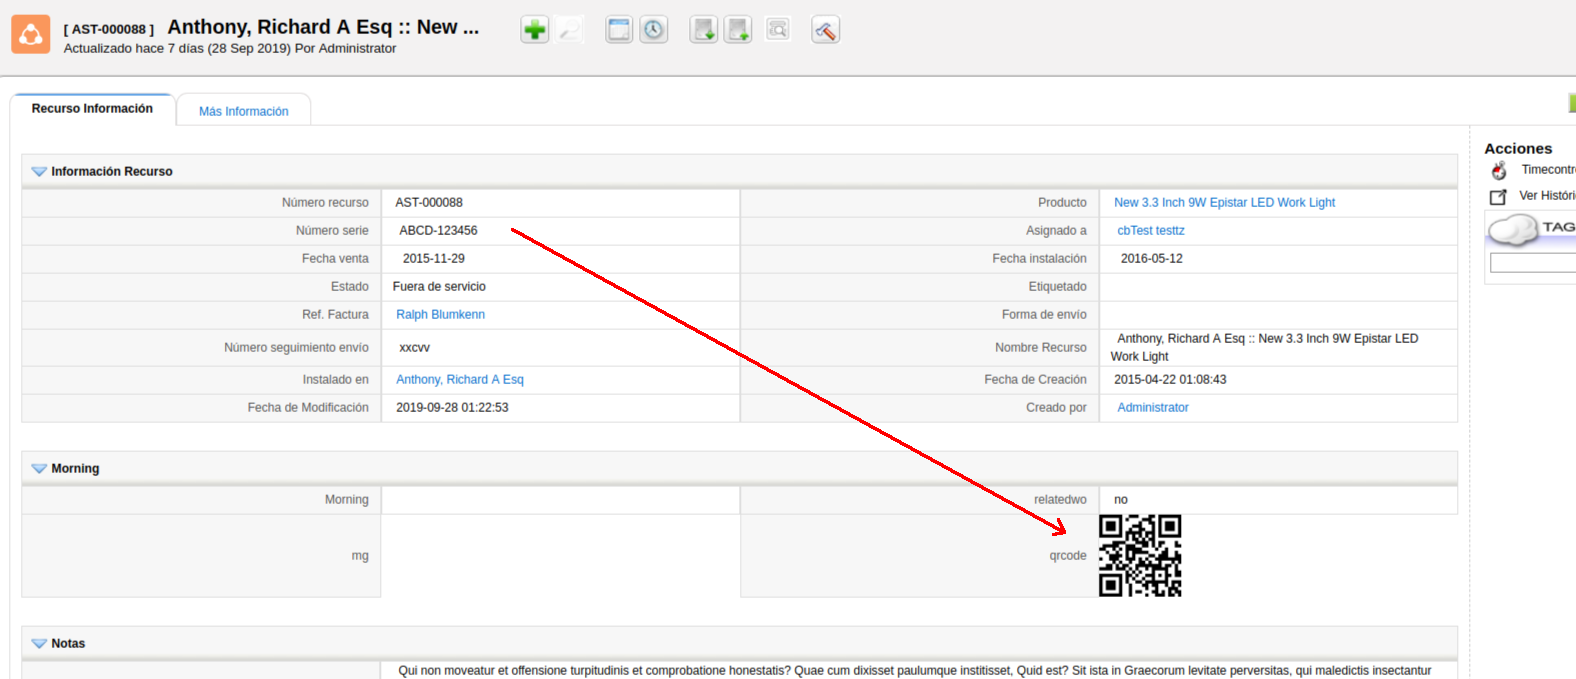 [ AST-000088 ] Anthony, Richard A Esq :: New ...
Actualizado hace 7 días (28 Sep 2019) Por Administrator
Recurso Información
Más Información
Información Recurso
Número recurso AST-000088 Producto New 3.3 Inch 9W Epistar LED Work Light
Número serie ABCD-123456 Asignado a cbTest testtz
Fecha venta 2015-11-29 Fecha instalación 2016-05-12
Estado Fuera de servicio Etiquetado
Ref. Factura Ralph Blumkenn Forma de envío
Número seguimiento envío xxcvv Nombre Recurso Anthony, Richard A Esq :: New 3.3 Inch 9W Epistar LED
Work Light
Instalado en Anthony, Richard A Esq Fecha de Creación 2015-04-22 01:08:43
Fecha de Modificación 2019-09-28 01:22:53 Creado por Administrator
Morning
Morning relatedwo no
mg qrcode
Notas
Qui non moveatur et offensione turpitudinis et comprobatione honestatis? Quae cum dixisset paulumque institisset, Quid est? Sit ista in Graecorum levitate perversitas, qui maledictis insectantur
Acciones
Timecontr
Ver Histór
TAG